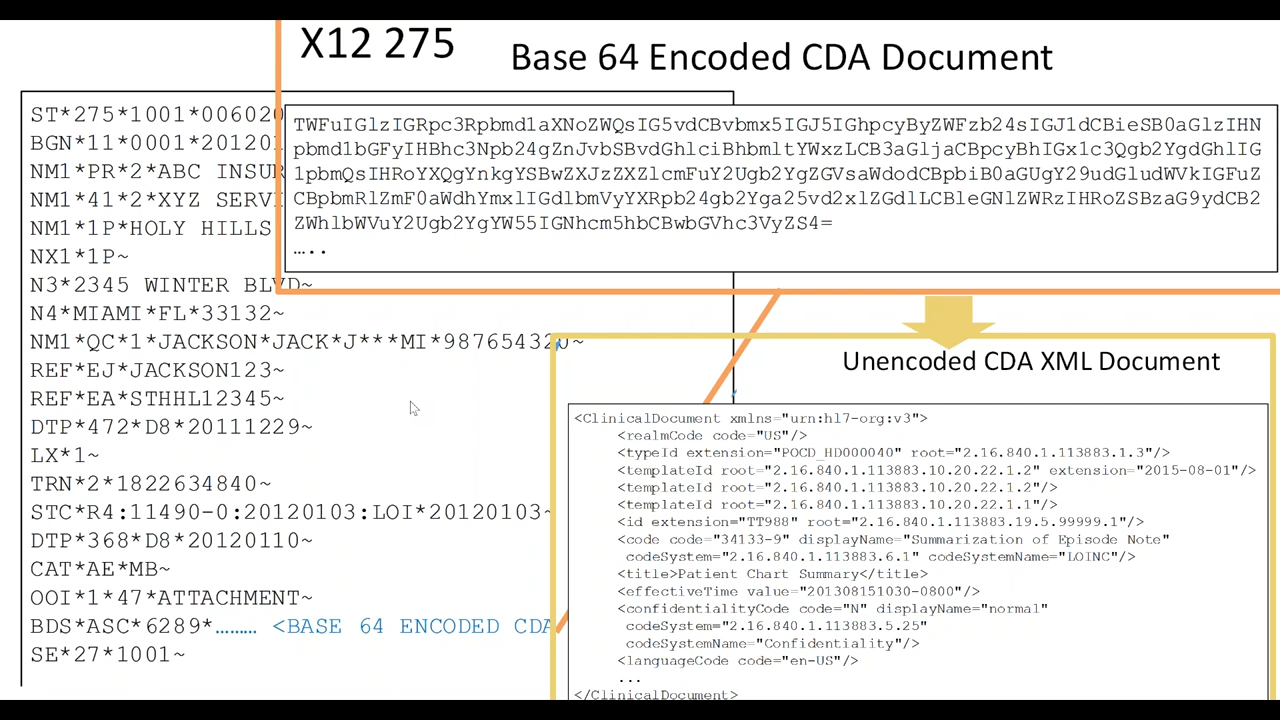 X12 275
Base 64 Encoded CDA Document
ST*275*1001*00602
BGN*11*0001*20120
NM1*PR*2*ABC INSUR
NM1*41*2*XYZ SERVI
NM1*1P*HOLY HILLS
NX1*1P~
N3*2345 WINTER BLVD~
N4*MIAMI*FL*33132~
NM1*QC*1*JACKSON*JACK*J***MI*987654320~
REF*EJ*JACKSON123~
REF*EA*STHHL12345~
DTP*472*D8*20111229~
LX*1~
TRN*2*1822634840~
STC*R4:11490-0:20120103:LOI*20120103~
DTP*368*D8*20120110~
CAT*AE*MB~
OOI*1*47*ATTACHMENT~
BDS*ASC*6289*……… <BASE 64 ENCODED CDA
SE*27*1001~
TWFuIGlzIGRpc3Rpbmd1aXNoZWQsIG5vdCBvbmx5IGJ5IGhpcyByZWFzb24sIGJ1dCBieSB0aGlzIHN
pbmd1bGFyIHBhc3Npb24gZnJvbSBvdGhlciBhbmltYWxzLCB3aGljaCBpcyBhIGx1c3Qgb2YgdGhlIG
1pbmQsIHRoYXQgYnkgYSBwZXJzZXZlcmFuY2Ugb2YgZGVsaWdodCBpbiB0aGUgY29udGludWVkIGFuZ
CBpbmRlZmF0aWdhYmxlIGdlbmVyYXRpb24gb2Yga25vd2xlZGdlLCBleGNlZWRzIHRoZSBzaG9ydCB2
ZWhlbWVuY2Ugb2YgYW55IGNhcm5hbCBwbGVhc3VyZS4=
.....
Unencoded CDA XML Document
<ClinicalDocument xmlns="urn:hl7-org:v3">
<realmCode code="US"/>
<typeId extension="POCD_HD000040" root="2.16.840.1.113883.1.3"/>
<templateId root="2.16.840.1.113883.10.20.22.1.2" extension="2015-08-01"/>
<templateId root="2.16.840.1.113883.10.20.22.1.2"/>
<templateId root="2.16.840.1.113883.10.20.22.1.1"/>
<id extension="TT988" root="2.16.840.1.113883.19.5.99999.1"/>
<code code="34133-9" displayName="Summarization of Episode Note"
codeSystem="2.16.840.1.113883.6.1" codeSystemName="LOINC"/>
<title>Patient Chart Summary</title>
<effectiveTime value="201308151030-0800"/>
<confidentialityCode code="N" displayName="normal"
codeSystem="2.16.840.1.113883.5.25"
codeSystemName="Confidentiality"/>
<languageCode code="en-US"/>
...
</ClinicalDocument>